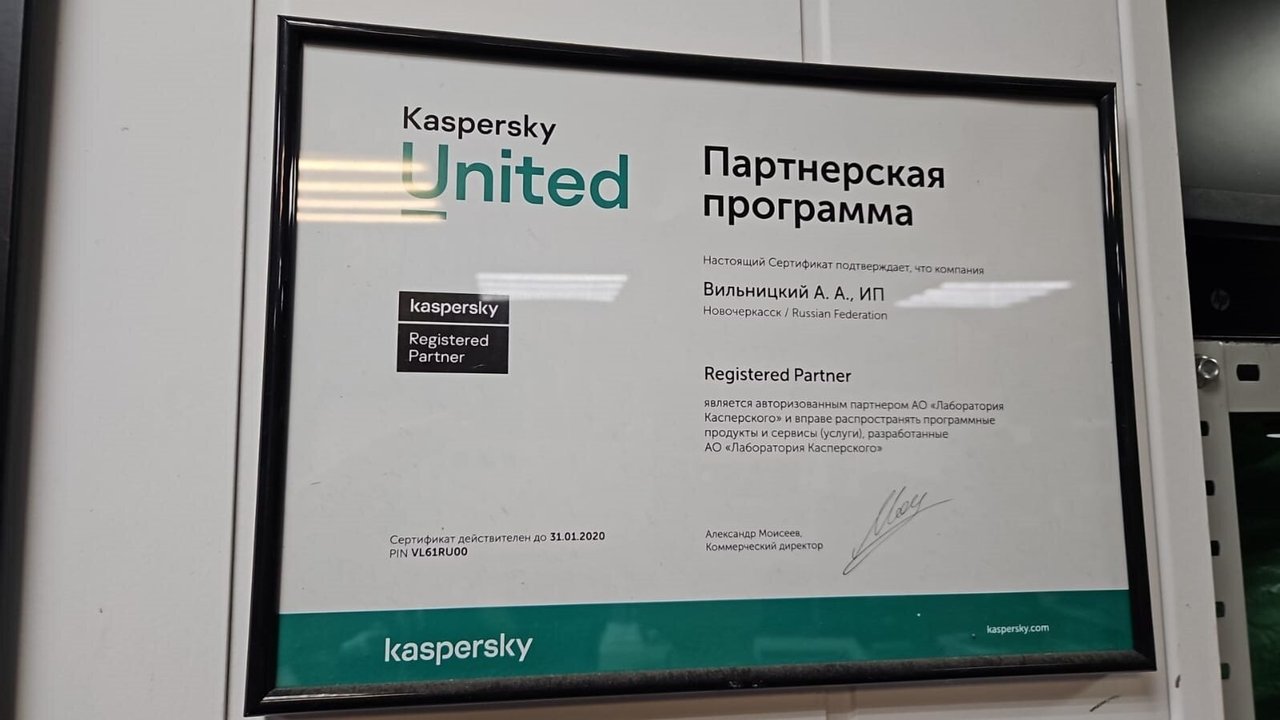 Kaspersky
United
Партнерская
программа
Настоящий Сертификат подтверждает, что компания
Вильницкий А. А., ИП
Новочеркасск / Russian Federation
kaspersky
Registered
Partner
Registered Partner
является авторизованным партнером АО «Лаборатория
Касперского» и вправе распространять программные
продукты и сервисы (услуги), разработанные
АО «Лаборатория Касперского»
Сертификат действителен до 31.01.2020
PIN VL61RU00
Александр Моисеев,
Коммерческий директор
kaspersky
kaspersky.com
hp